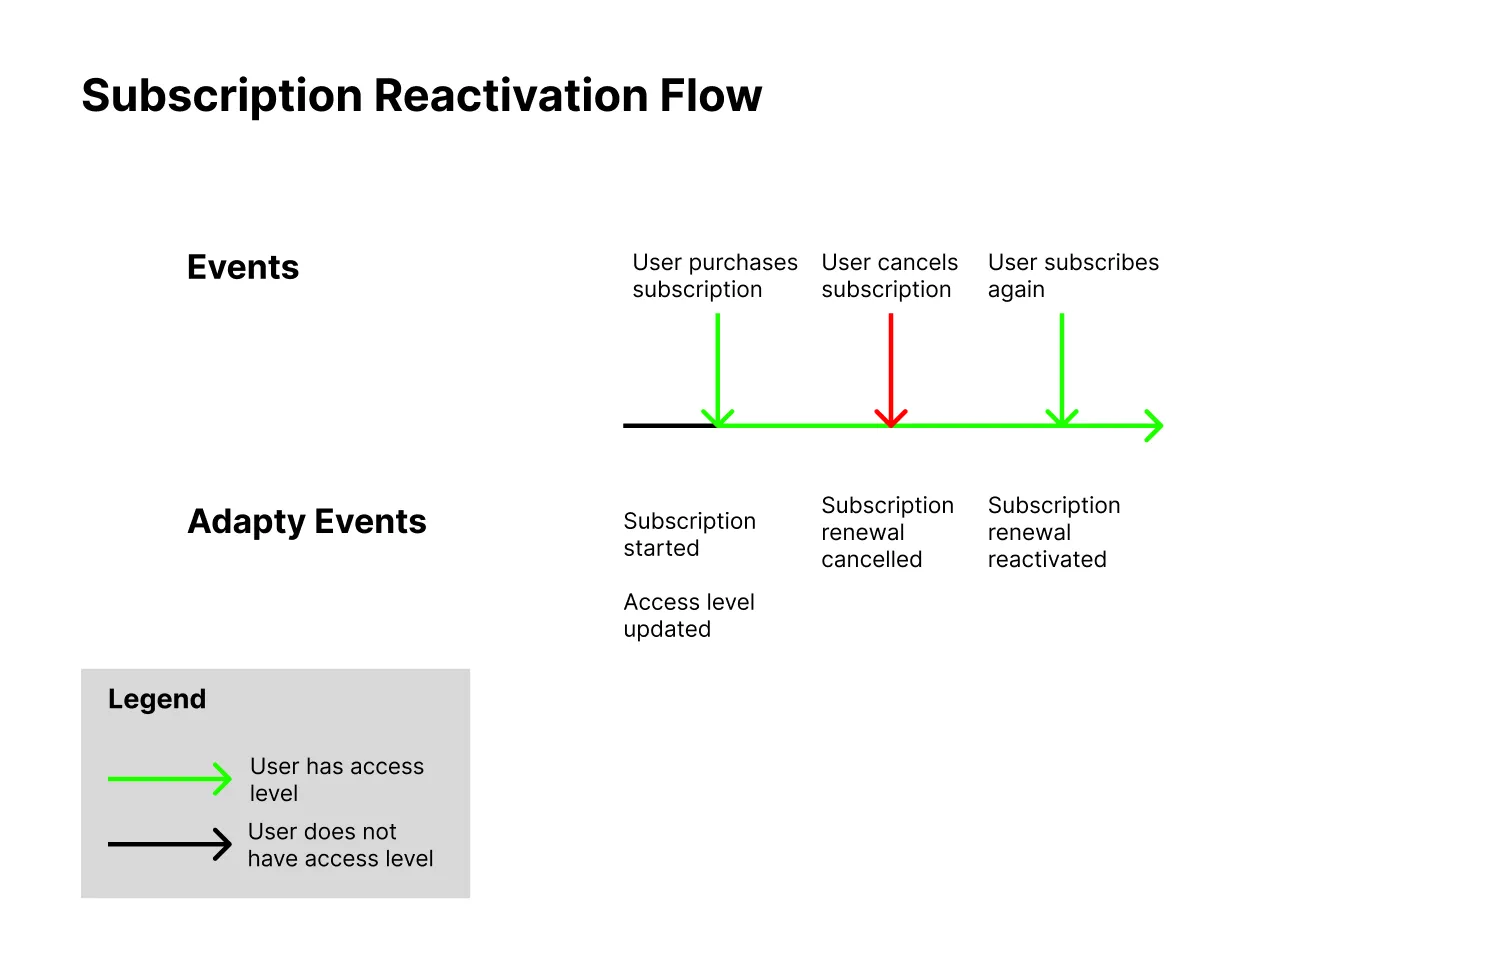 Subscription Reactivation Flow
Events
User purchases
subscription
User cancels
subscription
User subscribes
again
Adapty Events
Subscription
started
Access level
updated
Subscription
renewal
cancelled
Subscription
renewal
reactivated
Legend
User has access
level
User does not
have access level